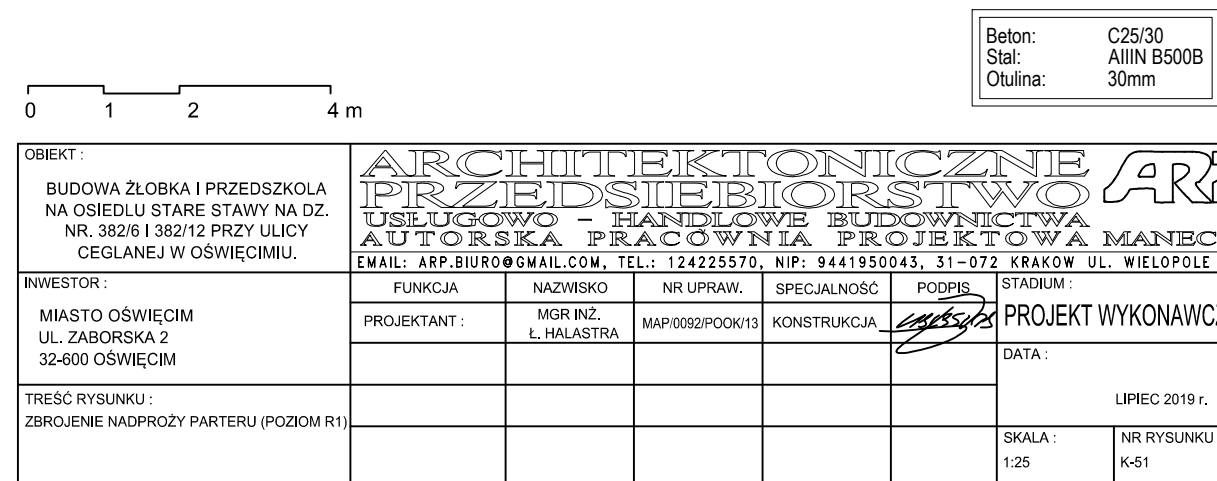 Beton: C25/30
Stal: AIIIN B500B
Otulina: 30mm
0 1 2 4 m
OBIEKT :
BUDOWA ŻŁOBKA I PRZEDSZKOLA
NA OSIEDLU STARE STAWY NA DZ.
NR. 382/6 I 382/12 PRZY ULICY
CEGLANEJ W OŚWIĘCIMIU.
ARCHITEKTONICZNE
PRZEDSIEBIORSTWO
USŁUGOWO - HANDLOWE BUDOWNICTWA
AUTORSKA PRACÓWNIA PROJEKTOWA MANEC
EMAIL: ARP.BIURO@GMAIL.COM, TEL.: 124225570, NIP: 9441950043, 31-072 KRAKOW UL. WIELOPOLE
INWESTOR :
MIASTO OŚWIĘCIM
UL. ZABORSKA 2
32-600 OŚWIĘCIM
FUNKCJA NAZWISKO NR UPRAW. SPECJALNOŚĆ PODPIS
PROJEKTANT : MGR INŻ. Ł. HALASTRA MAP/0092/POOK/13 KONSTRUKCJA
STADIUM :
PROJEKT WYKONAWCZ
DATA :
LIPIEC 2019 r.
TREŚĆ RYSUNKU :
ZBROJENIE NADPROŻY PARTERU (POZIOM R1)
SKALA : NR RYSUNKU
1:25 K-51